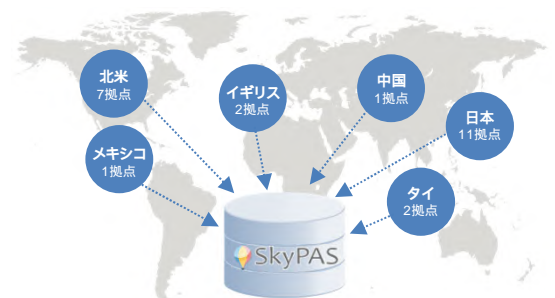 北米
7拠点
イギリス
2拠点
中国
1拠点
日本
11拠点
メキシコ
1拠点
タイ
2拠点
SkyPAS